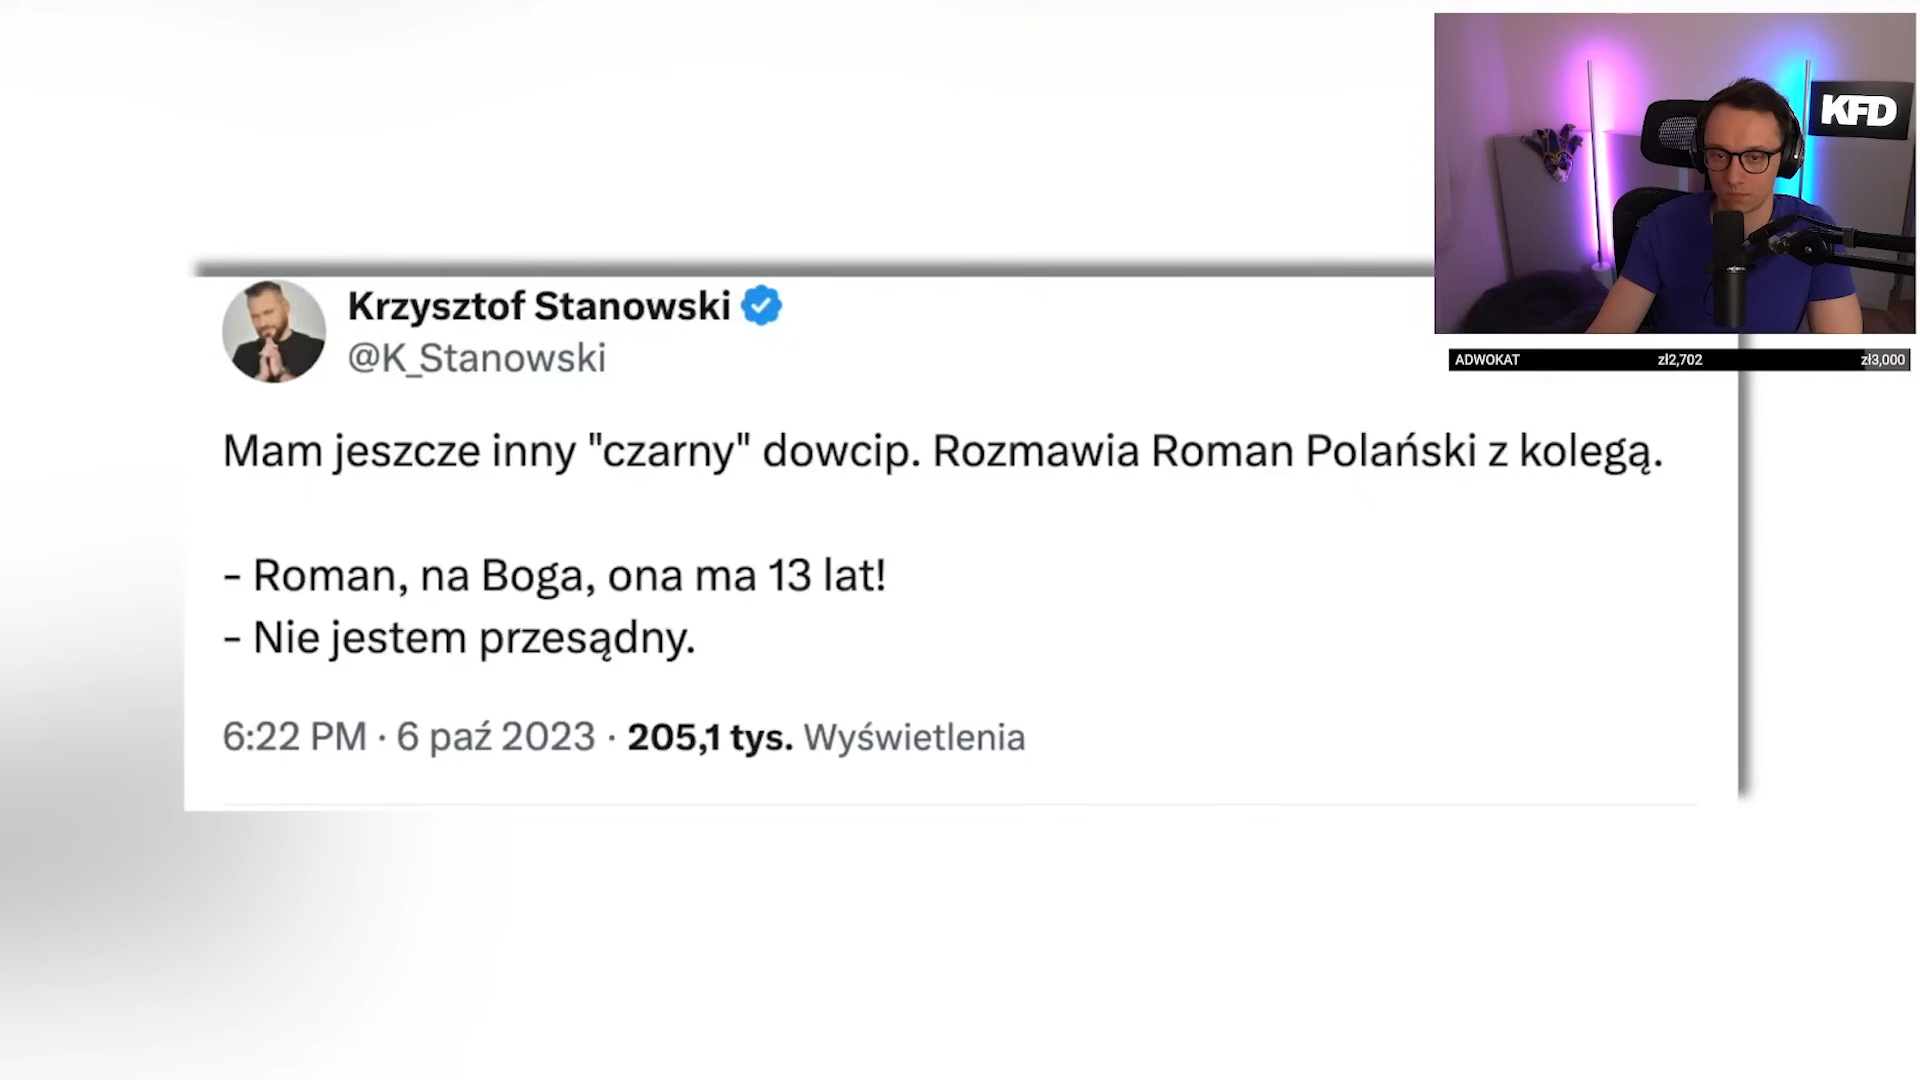 KFD
ADWOKAT zł2,702 zł3,000
Krzysztof Stanowski
@K_Stanowski
Mam jeszcze inny "czarny" dowcip. Rozmawia Roman Polański z kolegą.
- Roman, na Boga, ona ma 13 lat!
- Nie jestem przesądny.
6:22 PM · 6 paź 2023 · 205,1 tys. Wyświetlenia